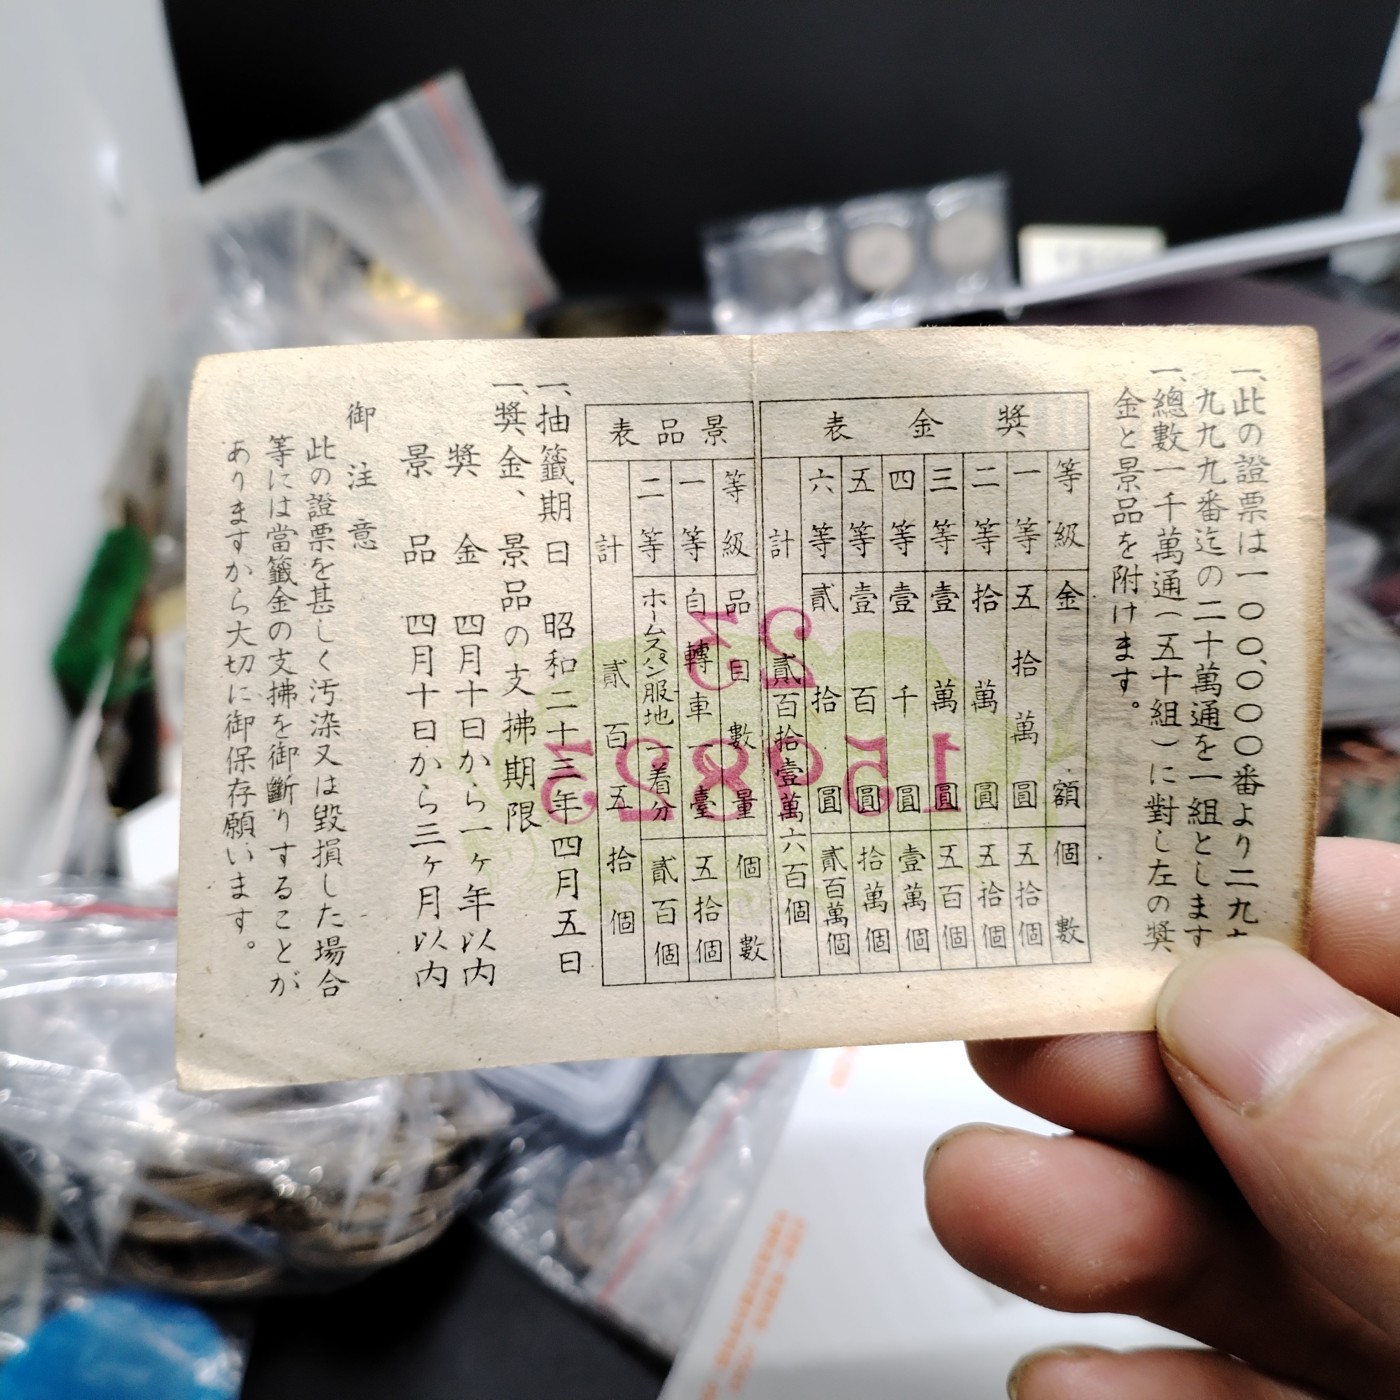 一、此の證票は一〇〇、〇〇〇番より二九
九九九番迄の二十萬通を一組とします
一、總數一千萬通(五十組)に對し左の奬
金と景品を附けます。
奬金表
等級 金額 個數
一等 五拾萬圓 五拾個
二等 拾萬圓 五拾個
三等 壹萬圓 五百個
四等 壹千圓 壹萬個
五等 壹百圓 拾萬個
六等 貳拾圓 貳百萬個
計 貳百拾壹萬六百個
景品表
等級 品目數量 個數
一等 自轉車一臺 五拾個
二等 ホームスパン服地一着分 貳百個
計 貳百五拾個
一、抽籤期日 昭和二十三年四月五日
一、奬金、景品の支拂期限
奬金 四月十日から一ヶ年以内
景品 四月十日から三ヶ月以内
御注意
此の證票を甚しく汚染又は毀損した場合
等には當籤金の支拂を御斷りすることが
ありますから大切に御保存願います。
23
159823